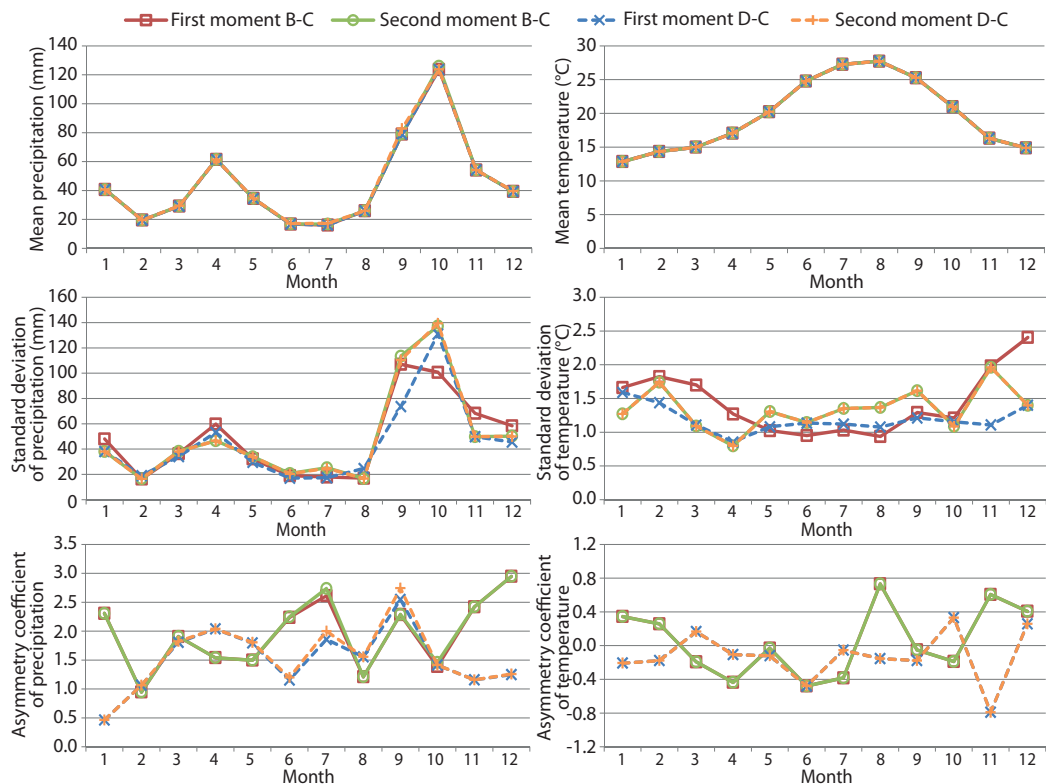 First moment B-C Second moment B-C First moment D-C Second moment D-C
Mean precipitation (mm)
140
120
100
80
60
40
20
0
1 2 3 4 5 6 7 8 9 10 11 12
Month
Mean temperature (°C)
30
25
20
15
10
5
0
1 2 3 4 5 6 7 8 9 10 11 12
Month
Standard deviation
of precipitation (mm)
160
140
120
100
80
60
40
20
0
1 2 3 4 5 6 7 8 9 10 11 12
Month
Standard deviation
of temperature (°C)
3.0
2.5
2.0
1.5
1.0
0.5
0.0
1 2 3 4 5 6 7 8 9 10 11 12
Month
Asymmetry coefficient
of precipitation
3.5
3.0
2.5
2.0
1.5
1.0
0.5
0.0
1 2 3 4 5 6 7 8 9 10 11 12
Month
Asymmetry coefficient
of temperature
1.2
0.8
0.4
0.0
-0.4
-0.8
-1.2
1 2 3 4 5 6 7 8 9 10 11 12
Month